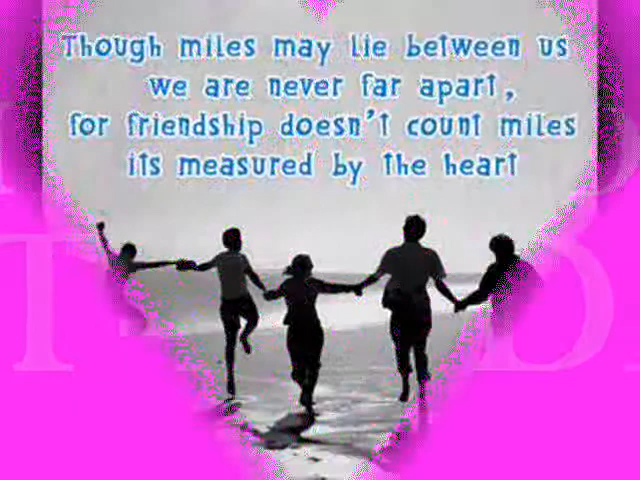 Though miles may lie between us
we are never far apart,
for friendship doesn't count miles
its measured by the heart